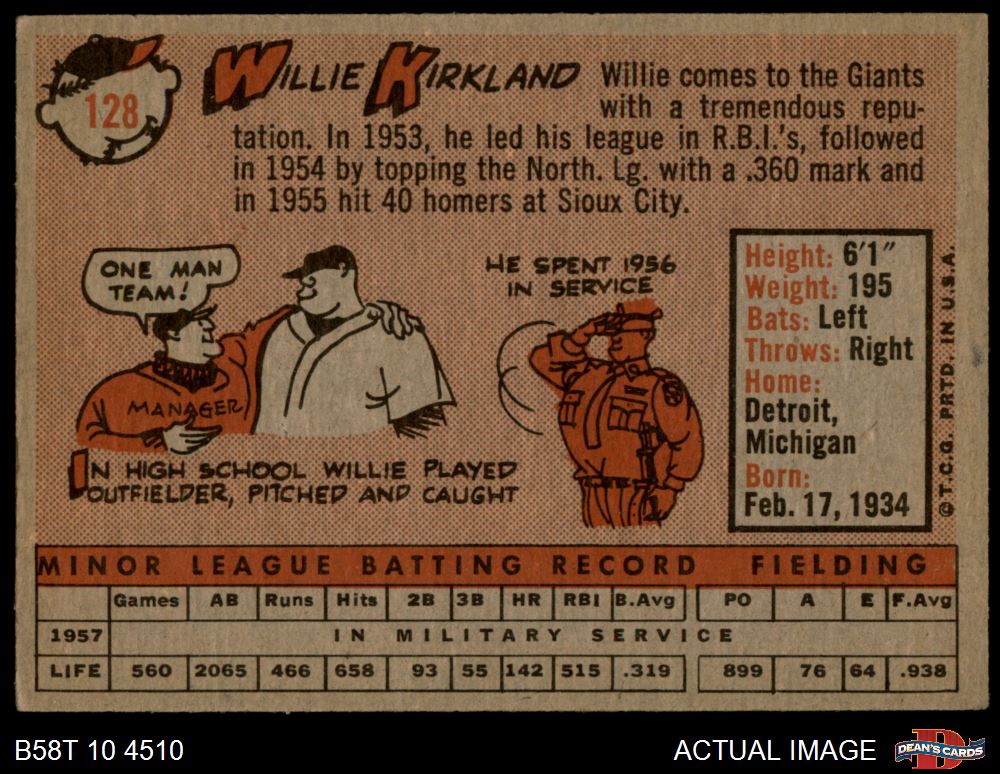 128
WILLIE KIRKLAND
Willie comes to the Giants
with a tremendous repu-
tation. In 1953, he led his league in R.B.I.'s, followed
in 1954 by topping the North. Lg. with a .360 mark and
in 1955 hit 40 homers at Sioux City.
ONE MAN
TEAM!
MANAGER
IN HIGH SCHOOL WILLIE PLAYED
OUTFIELDER, PITCHED AND CAUGHT
HE SPENT 1956
IN SERVICE
Height: 6'1"
Weight: 195
Bats: Left
Throws: Right
Home:
Detroit,
Michigan
Born:
Feb. 17, 1934
© T.C.G. PRTD. IN U.S.A.
MINOR LEAGUE BATTING RECORD FIELDING
Games AB Runs Hits 2B 3B HR RBI B.Avg PO A E F.Avg
1957 IN MILITARY SERVICE
LIFE 560 2065 466 658 93 55 142 515 .319 899 76 64 .938
B58T 10 4510
ACTUAL IMAGE
D
DEAN'S CARDS